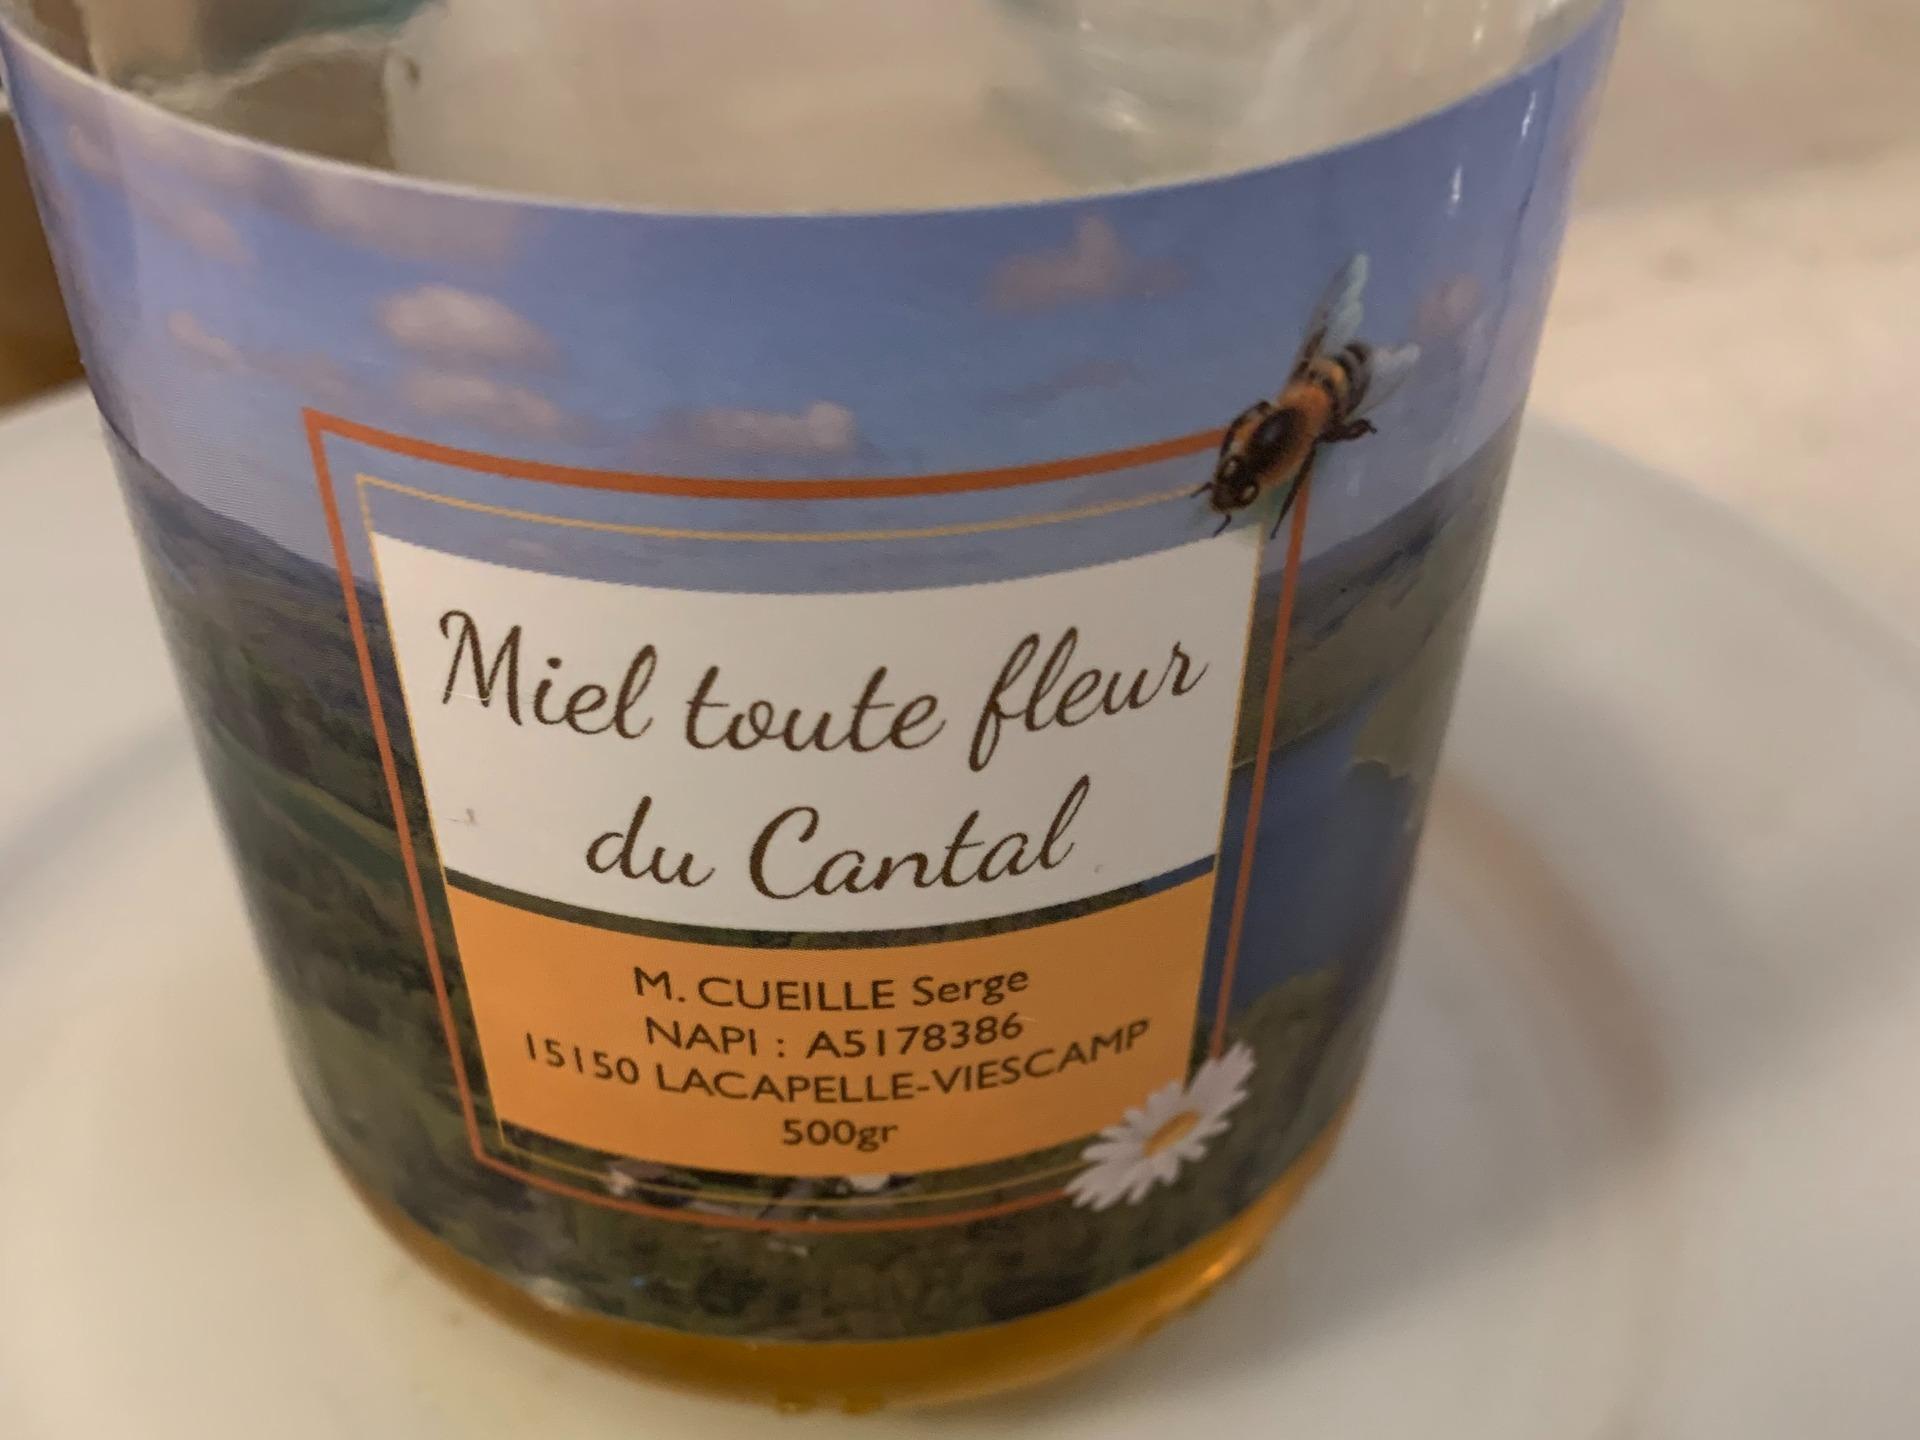 Miel toute fleur
du Cantal
M. CUEILLE Serge
NAPI : A5178386
15150 LACAPELLE-VIESCAMP
500gr